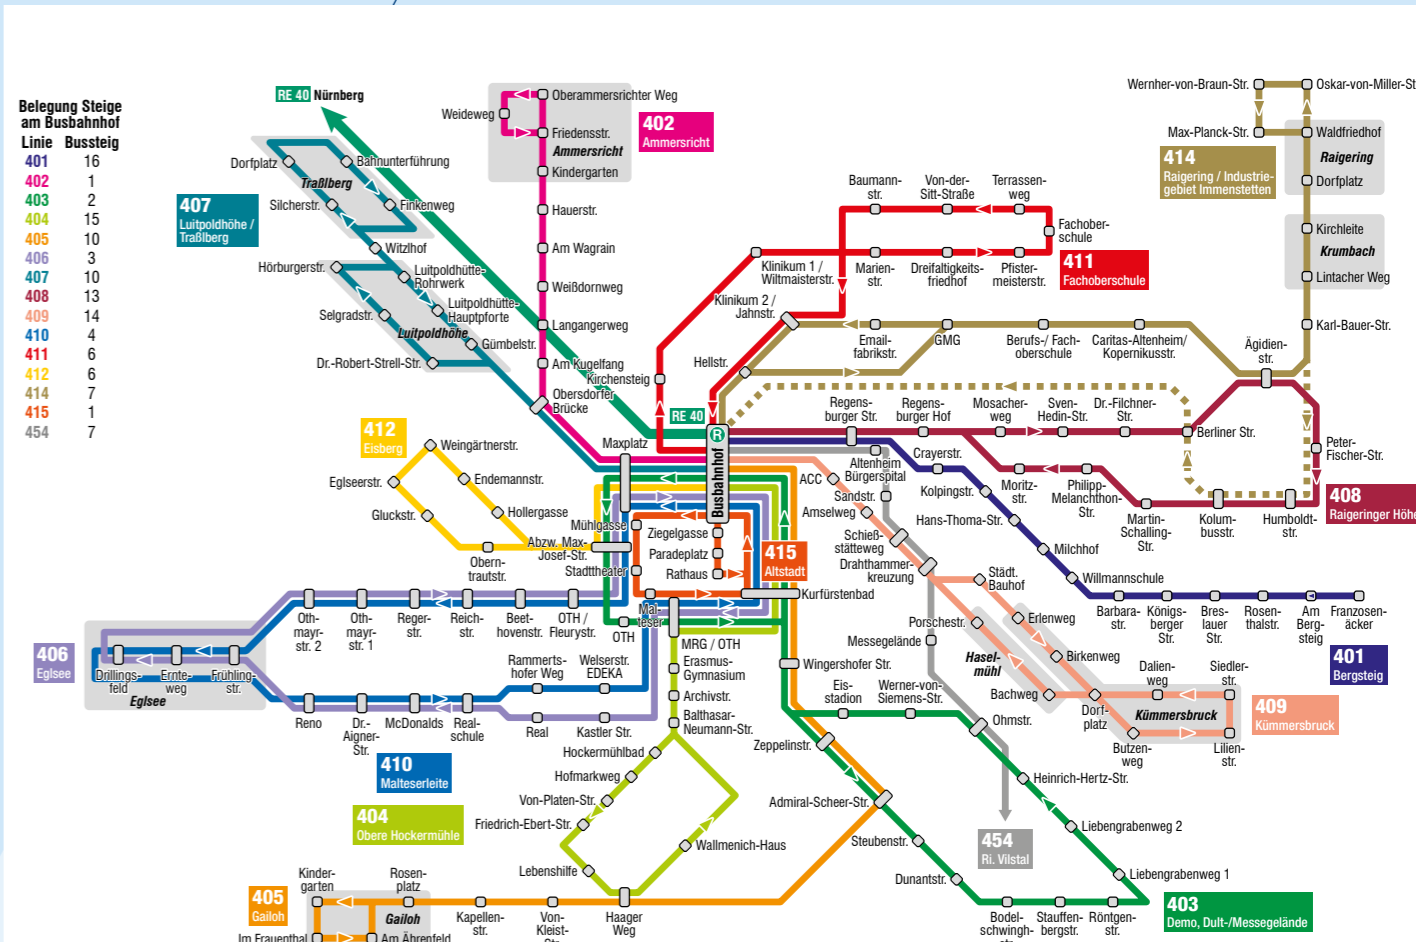 Belegung Steige
am Busbahnhof
Linie Bussteig
401 16
402 1
403 2
404 15
405 10
406 3
407 10
408 13
409 14
410 4
411 6
412 6
414 7
415 1
454 7
RE 40 Nürnberg
407
Luitpoldhöhe /
Traßlberg
Dorfplatz
Bahnunterführung
Traßlberg
Silcherstr.
Finkenweg
Witzlhof
Hörburgerstr.
Luitpoldhütte-
Rohrwerk
Luitpoldhütte-
Hauptpforte
Selgradstr.
Luitpoldhöhe
Gümbelstr.
Dr.-Robert-Strell-Str.
Oberammersrichter Weg
Weideweg
Friedensstr.
Ammersricht
Kindergarten
402
Ammersricht
Hauerstr.
Am Wagrain
Weißdornweg
Langangerweg
Am Kugelfang
Obersdorfer
Brücke
Kirchensteig
RE 40
R
Busbahnhof
Maxplatz
Baumann-
str.
Von-der-
Sitt-Straße
Terrassen-
weg
Fachober-
schule
411
Fachoberschule
Klinikum 1 /
Wiltmaisterstr.
Marien-
str.
Dreifaltigkeits-
friedhof
Pfister-
meisterstr.
Klinikum 2 /
Jahnstr.
Hellstr.
Email-
fabrikstr.
GMG
Berufs-/ Fach-
oberschule
Caritas-Altenheim/
Kopernikusstr.
Ägidien-
str.
Wernher-von-Braun-Str.
Oskar-von-Miller-St
Max-Planck-Str.
Waldfriedhof
Raigering
Dorfplatz
414
Raigering / Industrie-
gebiet Immenstetten
Kirchleite
Krumbach
Lintacher Weg
Karl-Bauer-Str.
Regens-
burger Str.
Regens-
burger Hof
Mosacher-
weg
Sven-
Hedin-Str.
Dr.-Filchner-
Str.
Berliner Str.
Peter-
Fischer-Str.
408
Raigeringer Höhe
Humboldt-
str.
Kolum-
busstr.
Martin-
Schalling-
Str.
Philipp-
Melanchthon-
Str.
Moritz-
str.
Altenheim
Bürgerspital
Crayerstr.
Kolpingstr.
Hans-Thoma-Str.
Milchhof
Willmannschule
Barbara-
str.
Königs-
berger
Str.
Bres-
lauer
Str.
Rosen-
thalstr.
Am
Berg-
steig
Franzosen-
äcker
401
Bergsteig
ACC
Sandstr.
Amselweg
Schieß-
stätteweg
Drahthammer-
kreuzung
Städt.
Bauhof
Porschestr.
Erlenweg
Birkenweg
Hasel-
mühl
Bachweg
Dorf-
platz
Dalien-
weg
Siedler-
str.
Kümmersbruck
Butzen-
weg
Lilien-
str.
409
Kümmersbruck
Messegelände
Ohmstr.
454
Ri. Vilstal
412
Eisberg
Weingärtnerstr.
Endemannstr.
Eglseerstr.
Gluckstr.
Hollergasse
Obern-
trautstr.
Abzw. Max-
Josef-Str.
Mühlgasse
Stadttheater
Ziegelgasse
Paradeplatz
Rathaus
415
Altstadt
Mal-
teser
Kurfürstenbad
OTH
MRG / OTH
Oth-
mayr-
str. 2
Oth-
mayr-
str. 1
Reger-
str.
Reich-
str.
Beet-
hovenstr.
OTH /
Fleurystr.
406
Eglsee
Drillings-
feld
Ernte-
weg
Frühling-
str.
Eglsee
Reno
Dr.-
Aigner-
Str.
McDonalds
Real-
schule
Rammerts-
hofer Weg
Welserstr.
EDEKA
Real
Kastler Str.
410
Malteserleite
Erasmus-
Gymnasium
Archivstr.
Balthasar-
Neumann-Str.
Hockermühlbad
Hofmarkweg
Von-Platen-Str.
Friedrich-Ebert-Str.
Lebenshilfe
Wallmenich-Haus
Haager
Weg
404
Obere Hockermühle
405
Gailoh
Kinder-
garten
Rosen-
platz
Gailoh
Im Frauenthal
Am Ährenfeld
Kapellen-
str.
Von-
Kleist-
Str.
Wingershofer Str.
Eis-
stadion
Werner-von-
Siemens-Str.
Zeppelinstr.
Admiral-Scheer-Str.
Steubenstr.
Dunantstr.
Bodel-
schwingh-
str.
Stauffen-
bergstr.
Röntgen-
str.
Heinrich-Hertz-Str.
Liebengrabenweg 2
Liebengrabenweg 1
403
Demo, Dult-/Messegelände